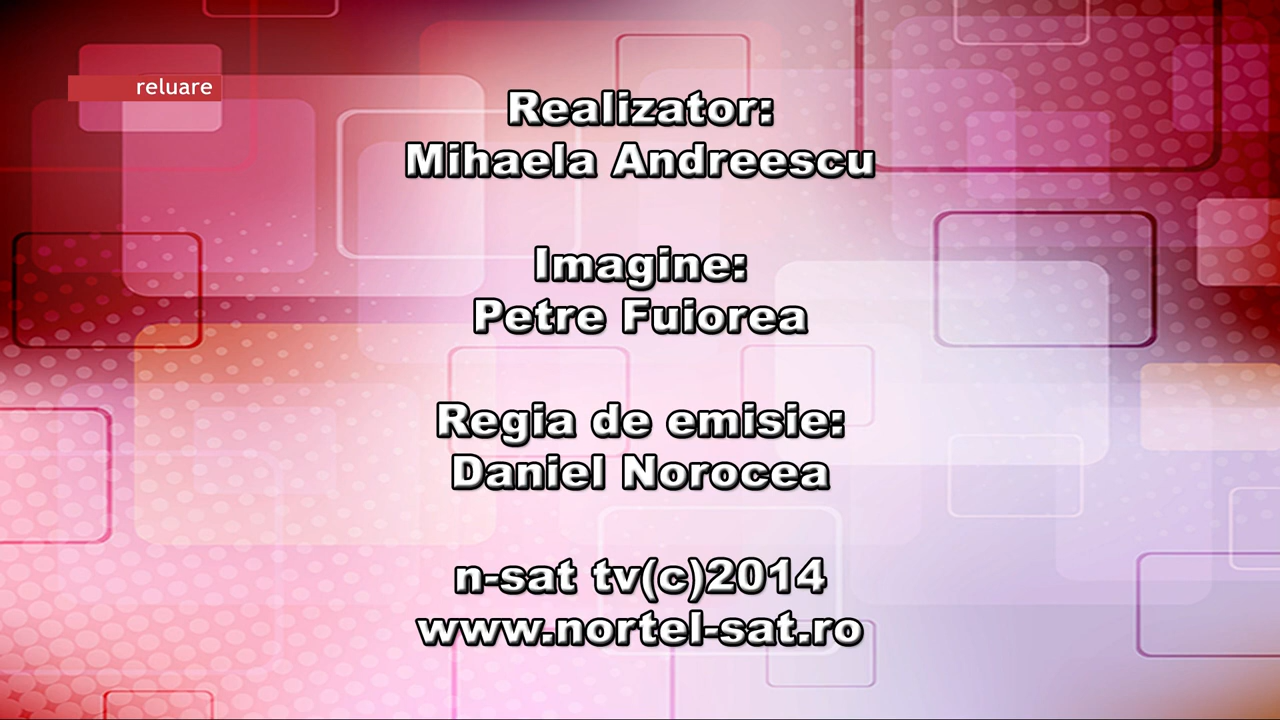 reluare
Realizator:
Mihaela Andreescu
Imagine:
Petre Fuiorea
Regia de emisie:
Daniel Norocea
n-sat tv(c)2014
www.nortel-sat.ro